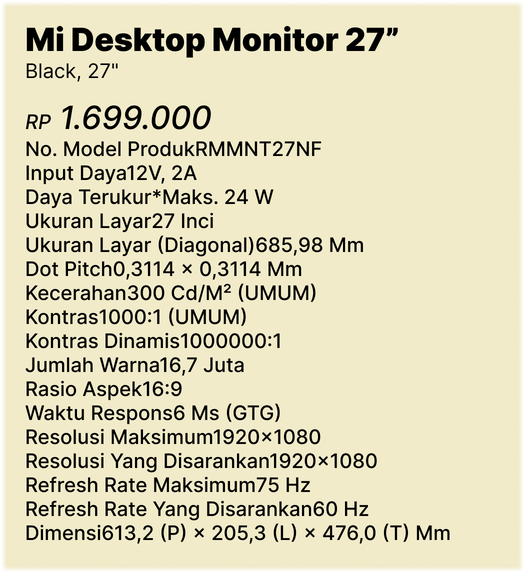 Mi Desktop Monitor 27”
Black, 27"
RP 1.699.000
No. Model ProdukRMMNT27NF
Input Daya12V, 2A
Daya Terukur*Maks. 24 W
Ukuran Layar27 Inci
Ukuran Layar (Diagonal)685,98 Mm
Dot Pitch0,3114 × 0,3114 Mm
Kecerahan300 Cd/M² (UMUM)
Kontras1000:1 (UMUM)
Kontras Dinamis1000000:1
Jumlah Warna16,7 Juta
Rasio Aspek16:9
Waktu Respons6 Ms (GTG)
Resolusi Maksimum1920×1080
Resolusi Yang Disarankan1920×1080
Refresh Rate Maksimum75 Hz
Refresh Rate Yang Disarankan60 Hz
Dimensi613,2 (P) × 205,3 (L) × 476,0 (T) Mm